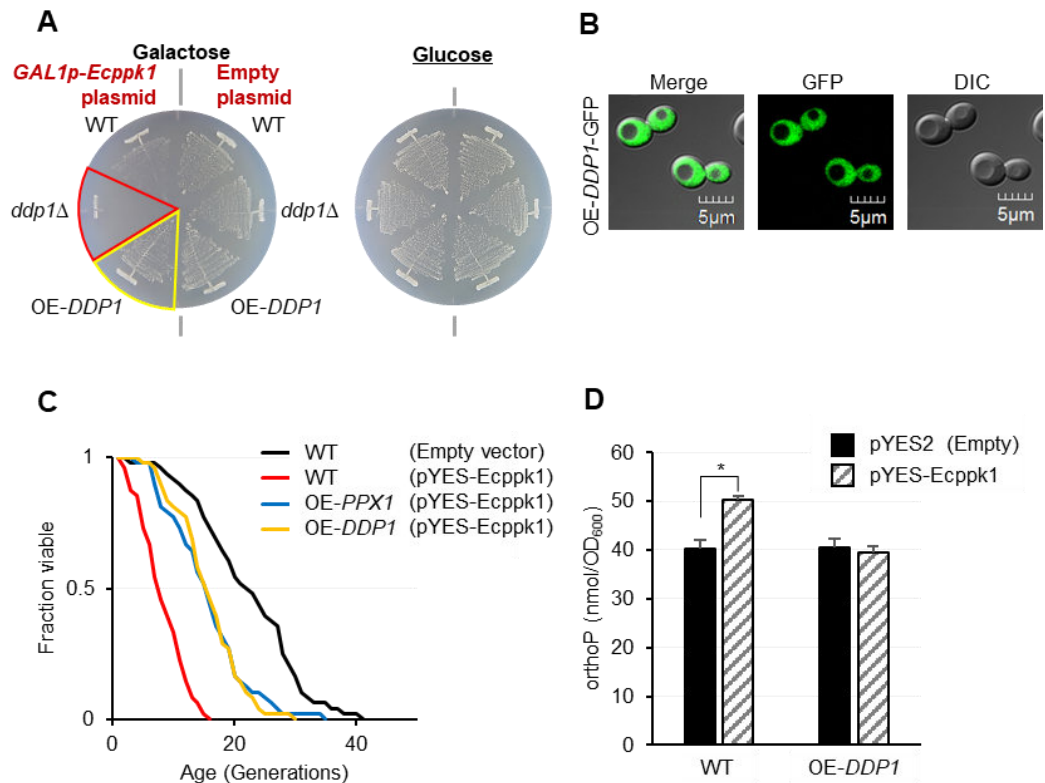 A
Galactose
Glucose
GAL1p-Ecppk1
plasmid
Empty
plasmid
WT
WT
ddp1Δ
ddp1Δ
OE-DDP1
OE-DDP1
B
Merge
GFP
DIC
OE-DDP1-GFP
5µm
5µm
5µm
C
WT (Empty vector)
WT (pYES-Ecppk1)
OE-PPX1 (pYES-Ecppk1)
OE-DDP1 (pYES-Ecppk1)
Fraction viable
1
0.5
0
0 20 40
Age (Generations)
D
pYES2 (Empty)
pYES-Ecppk1
orthoP (nmol/OD600)
60
50
40
30
20
10
0
*
WT OE-DDP1